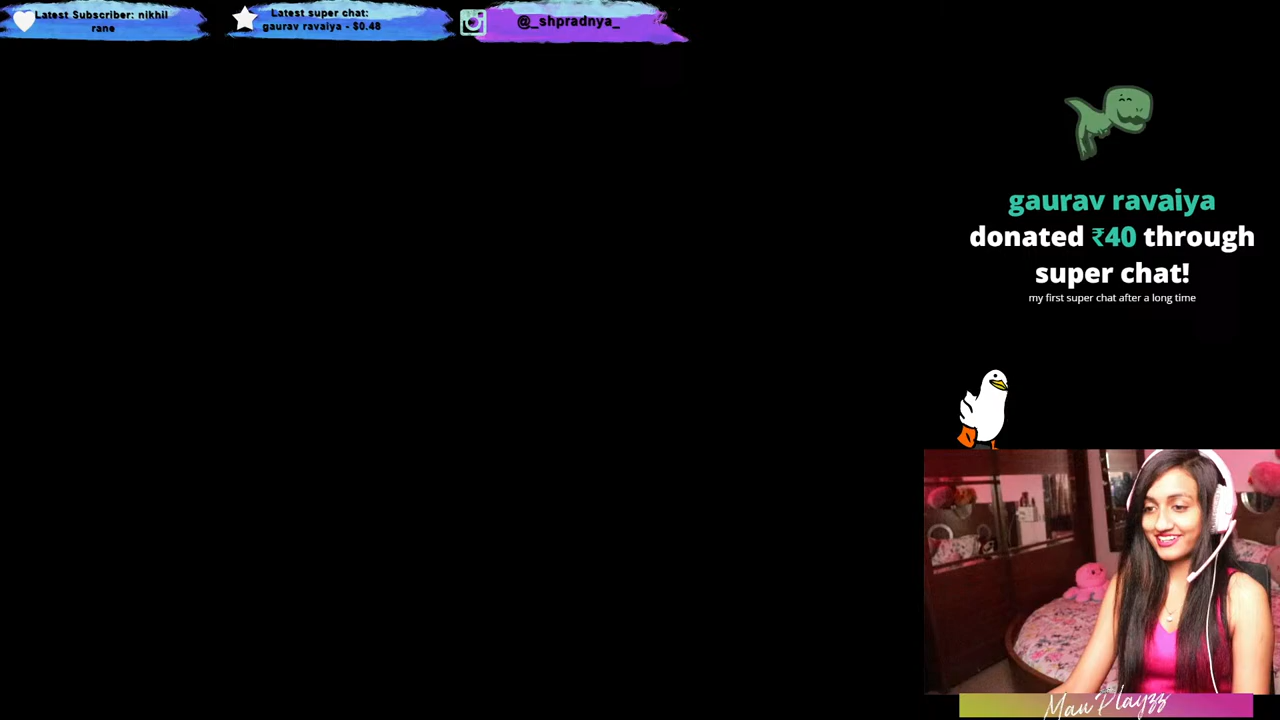 Latest Subscriber: nikhil
rane
Latest super chat:
gaurav ravaiya - $0.48
@_shpradnya_
gaurav ravaiya
donated ₹40 through
super chat!
my first super chat after a long time
Man Playzz